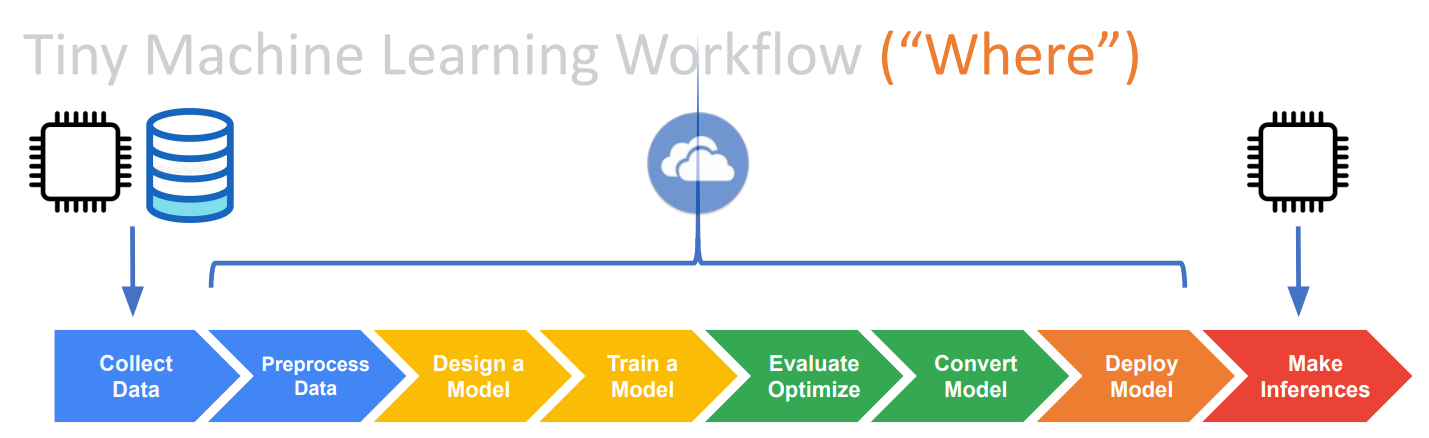 Tiny Machine Learning Workflow (“Where”)
Collect
Data
Preprocess
Data
Design a
Model
Train a
Model
Evaluate
Optimize
Convert
Model
Deploy
Model
Make
Inferences